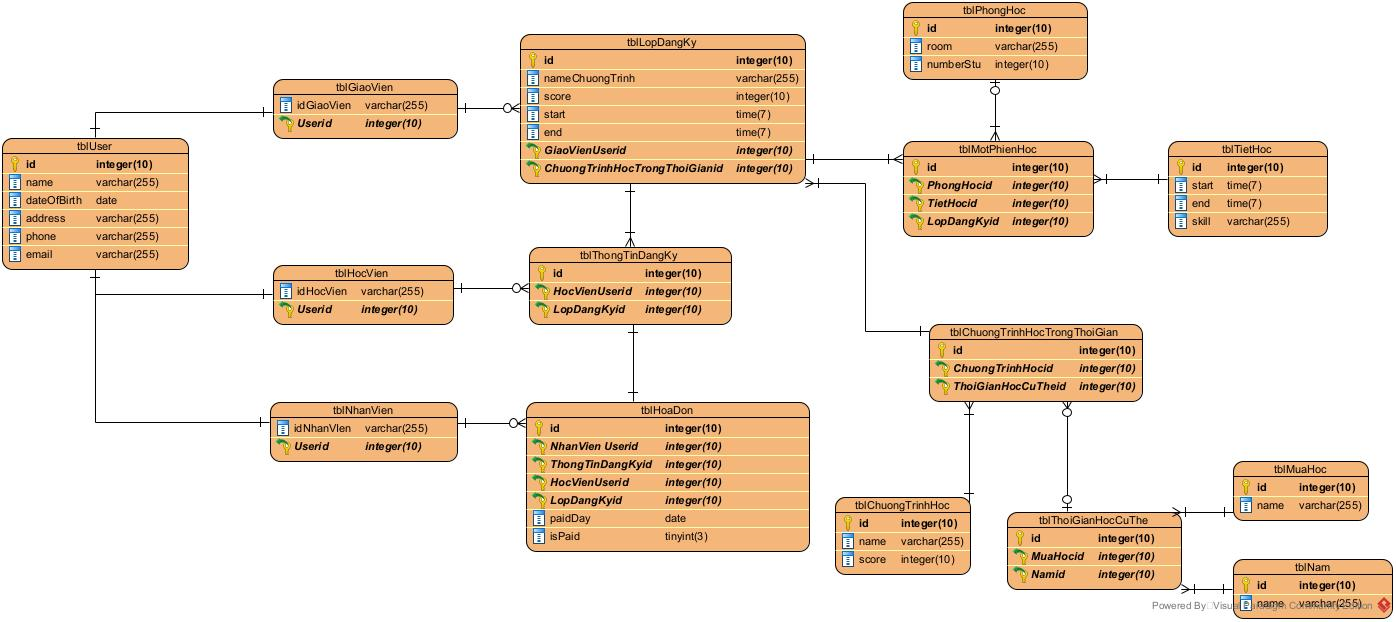 tblPhongHoc
id integer(10)
room varchar(255)
numberStu integer(10)
tblLopDangKy
id integer(10)
nameChuongTrinh varchar(255)
score integer(10)
start time(7)
end time(7)
GiaoVienUserid integer(10)
ChuongTrinhHocTrongThoiGianid integer(10)
tblGiaoVien
idGiaoVien varchar(255)
Userid integer(10)
tblUser
id integer(10)
name varchar(255)
dateOfBirth date
address varchar(255)
phone varchar(255)
email varchar(255)
tblMotPhienHoc
id integer(10)
PhongHocid integer(10)
TietHocid integer(10)
LopDangKyid integer(10)
tblTietHoc
id integer(10)
start time(7)
end time(7)
skill varchar(255)
tblHocVien
idHocVien varchar(255)
Userid integer(10)
tblThongTinDangKy
id integer(10)
HocVienUserid integer(10)
LopDangKyid integer(10)
tblChuongTrinhHocTrongThoiGian
id integer(10)
ChuongTrinhHocid integer(10)
ThoiGianHocCuTheid integer(10)
tblNhanVien
idNhanVIen varchar(255)
Userid integer(10)
tblHoaDon
id integer(10)
NhanVien Userid integer(10)
ThongTinDangKyid integer(10)
HocVienUserid integer(10)
LopDangKyid integer(10)
paidDay date
isPaid tinyint(3)
tblChuongTrinhHoc
id integer(10)
name varchar(255)
score integer(10)
tblThoiGianHocCuThe
id integer(10)
MuaHocid integer(10)
Namid integer(10)
tblMuaHoc
id integer(10)
name varchar(255)
tblNam
id integer(10)
name varchar(255)
Powered By Visual Paradigm Community Edition